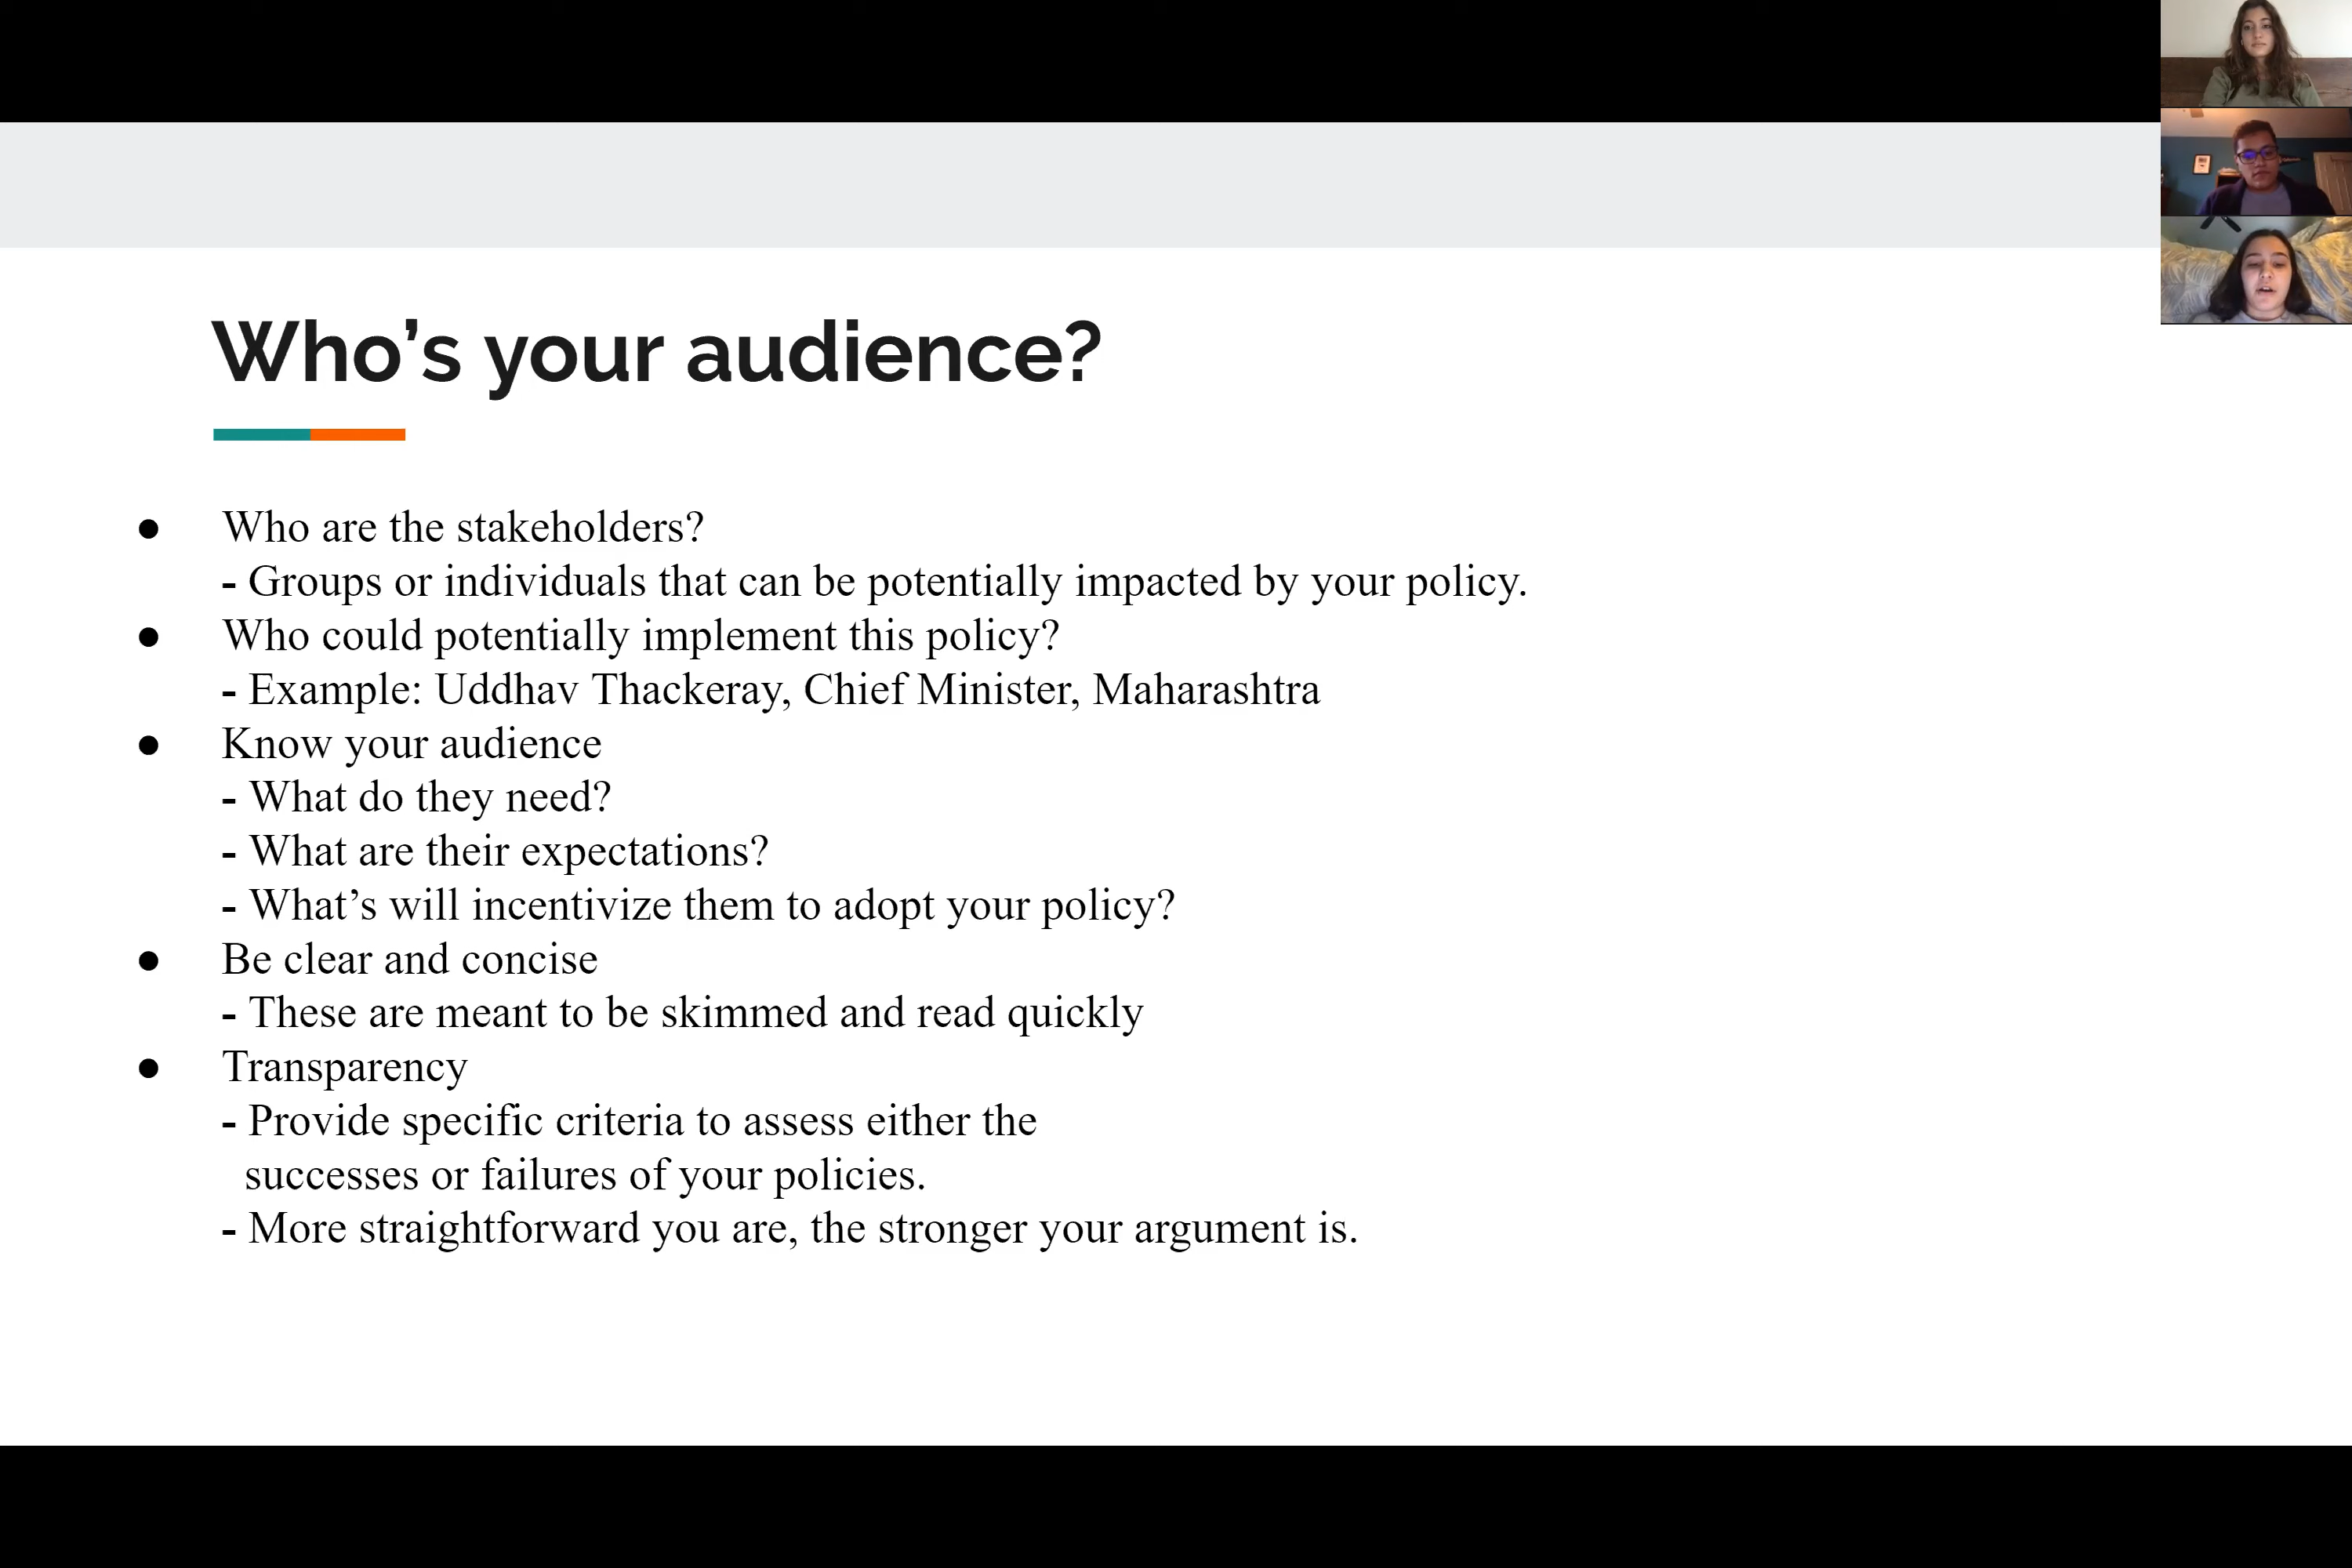 Who’s your audience?
● Who are the stakeholders?
- Groups or individuals that can be potentially impacted by your policy.
● Who could potentially implement this policy?
- Example: Uddhav Thackeray, Chief Minister, Maharashtra
● Know your audience
- What do they need?
- What are their expectations?
- What’s will incentivize them to adopt your policy?
● Be clear and concise
- These are meant to be skimmed and read quickly
● Transparency
- Provide specific criteria to assess either the
successes or failures of your policies.
- More straightforward you are, the stronger your argument is.